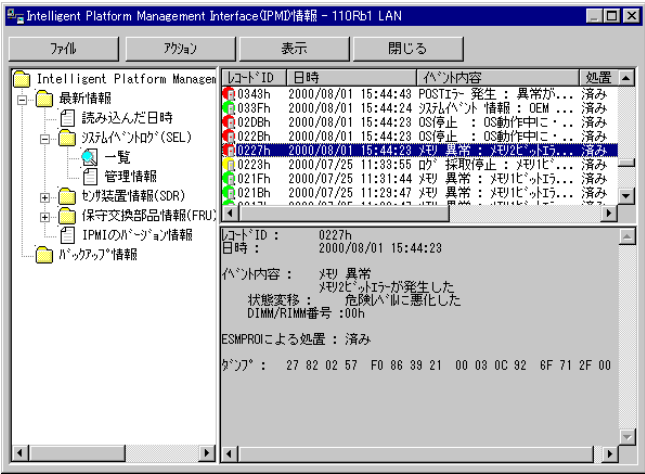 Intelligent Platform Management Interface(IPMI)情報 - 110Rb1 LAN
ファイル アクション 表示 閉じる
Intelligent Platform Managem
最新情報
読み込んだ日時
システムイベントログ(SEL)
一覧
管理情報
センサ装置情報(SDR)
保守交換部品情報(FRU)
IPMIのバージョン情報
バックアップ情報
レコードID 日時 イベント内容 処置
0343h 2000/08/01 15:44:43 POSTエラー 発生 : 異常が... 済み
033Fh 2000/08/01 15:44:24 システムイベント 情報 : OEM ... 済み
02DBh 2000/08/01 15:44:23 OS停止 : OS動作中に・... 済み
022Bh 2000/08/01 15:44:23 OS停止 : OS動作中に・... 済み
0227h 2000/08/01 15:44:23 メモリ 異常 : メモリ2ビットエラ... 済み
0223h 2000/07/25 11:33:55 ログ 採取停止 : メモリ1ビ... 済み
021Fh 2000/07/25 11:31:44 メモリ 異常 : メモリ1ビットエラ... 済み
021Bh 2000/07/25 11:29:47 メモリ 異常 : メモリ1ビットエラ... 済み
レコードID : 0227h
日時 : 2000/08/01 15:44:23
イベント内容 : メモリ 異常
メモリ2ビットエラーが発生した
状態変移 : 危険レベルに悪化した
DIMM/RIMM番号 :00h
ESMPROによる処置 : 済み
ダンプ : 27 82 02 57 F0 86 39 21 00 03 0C 92 6F 71 2F 00